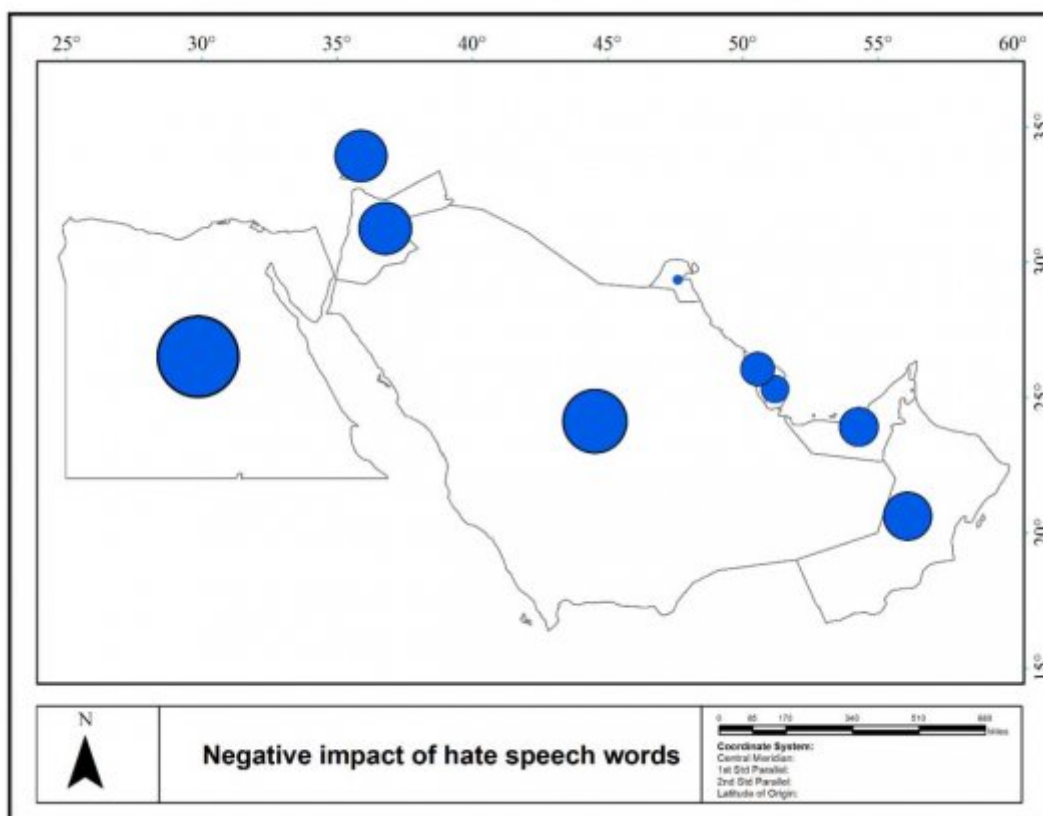 25° 30° 35° 40° 45° 50° 55° 60°
35°
30°
25°
20°
15°
N
Negative impact of hate speech words
0 85 170 340 510 680
Miles
Coordinate System:
Central Meridian:
1st Std Parallel:
2nd Std Parallel:
Latitude of Origin: